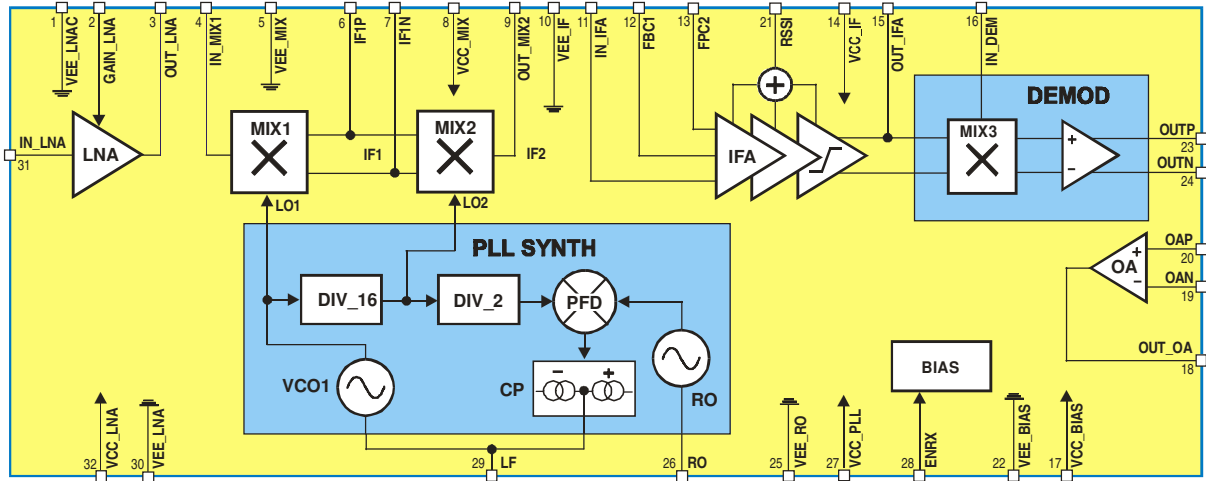 1 VEE_LNAC
2 GAIN_LNA
3 OUT_LNA
4 IN_MIX1
5 VEE_MIX
6 IF1P
7 IF1N
8 VCC_MIX
9 OUT_MIX2
10 VEE_IF
11 IN_IFA
12 FBC1
13 FPC2
21 RSSI
14 VCC_IF
15 OUT_IFA
16 IN_DEM
IN_LNA
31
LNA
MIX1
IF1
MIX2
IF2
LO1
LO2
IFA
+
DEMOD
MIX3
+
−
OUTP
23
OUTN
24
PLL SYNTH
DIV_16
DIV_2
PFD
VCO1
CP
−
+
RO
OA
+
−
OAP
20
OAN
19
OUT_OA
18
BIAS
32 VCC_LNA
30 VEE_LNA
29 LF
26 RO
25 VEE_RO
27 VCC_PLL
28 ENRX
22 VEE_BIAS
17 VCC_BIAS